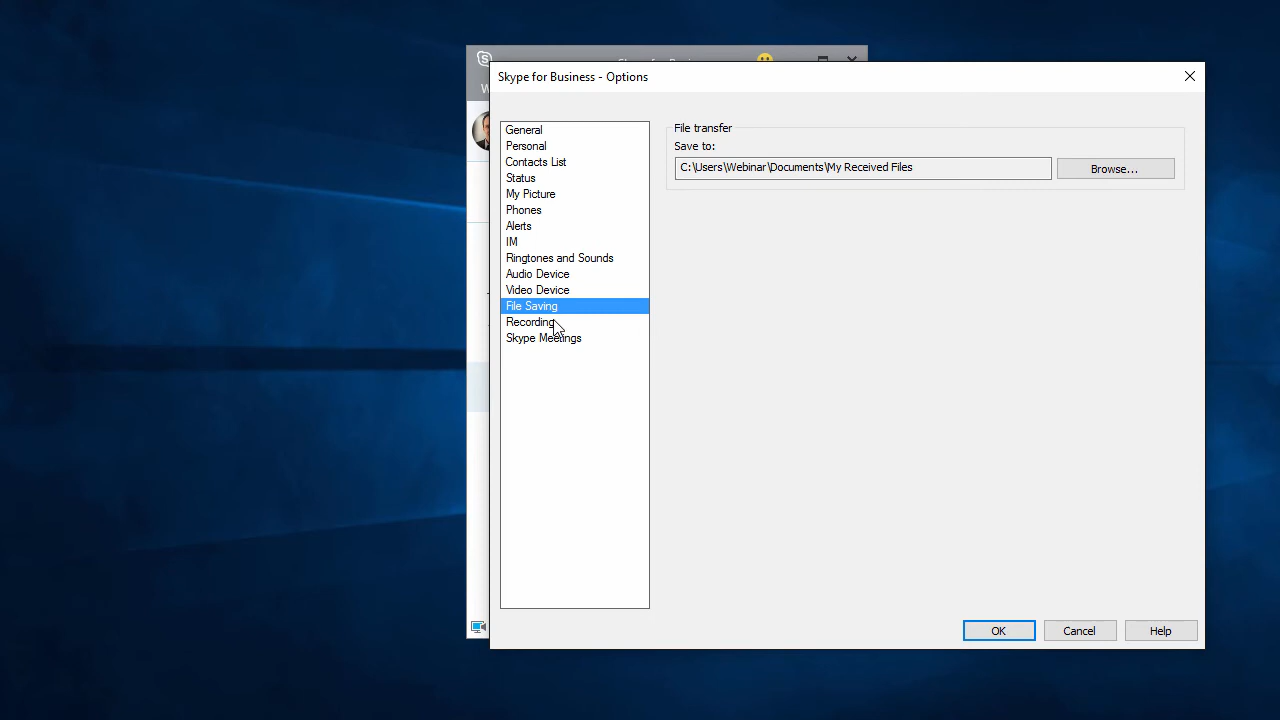 Skype for Business - Options
General
Personal
Contacts List
Status
My Picture
Phones
Alerts
IM
Ringtones and Sounds
Audio Device
Video Device
File Saving
Recording
Skype Meetings
File transfer
Save to:
C:\Users\Webinar\Documents\My Received Files
Browse...
OK
Cancel
Help